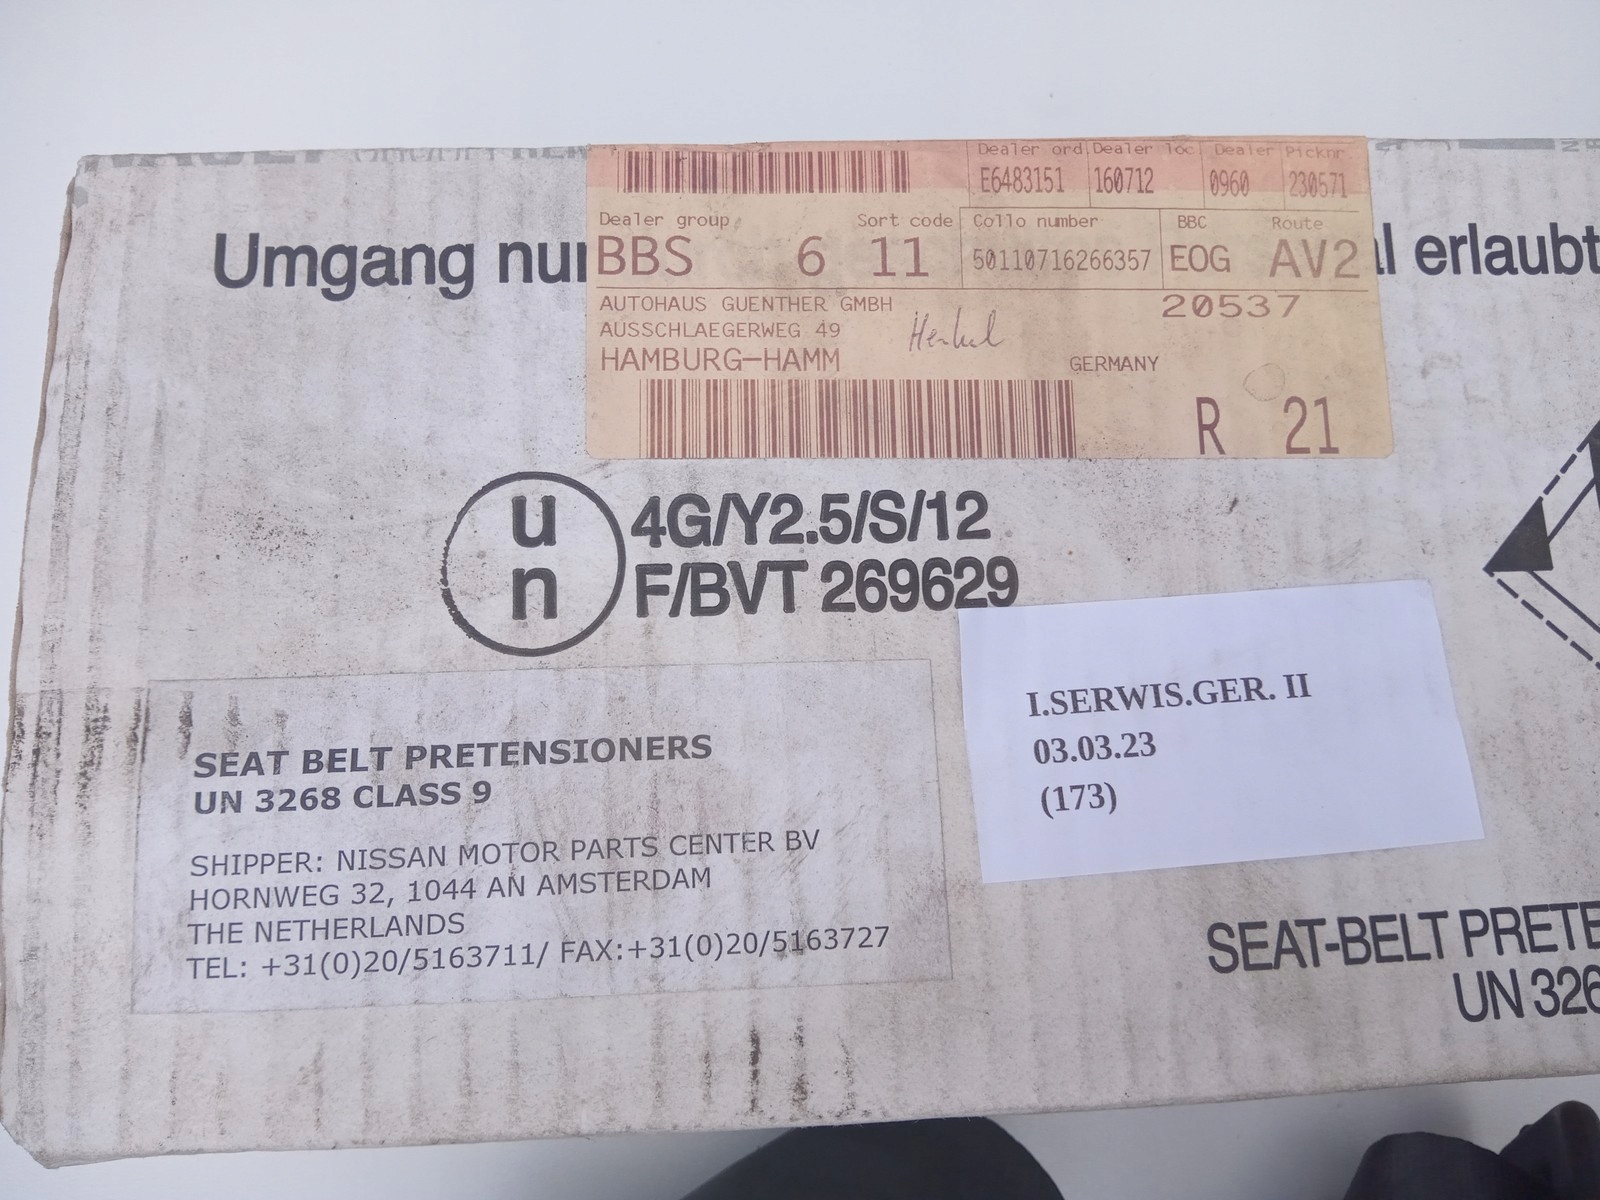 Dealer ord Dealer loc Dealer Picknr
E6483151 160712 0960 230571
Dealer group Sort code Collo number BBC Route
BBS 6 11 50110716266357 EOG AV2
Umgang erlaubt
AUTOHAUS GUENTHER GMBH 20537
AUSSCHLAEGERWEG 49
HAMBURG-HAMM GERMANY
R 21
un
4G/Y2.5/S/12
F/BVT 269629
I.SERWIS.GER. II
03.03.23
(173)
SEAT BELT PRETENSIONERS
UN 3268 CLASS 9
SHIPPER: NISSAN MOTOR PARTS CENTER BV
HORNWEG 32, 1044 AN AMSTERDAM
THE NETHERLANDS
TEL: +31(0)20/5163711/ FAX:+31(0)20/5163727
SEAT-BELT PRETE
UN 326